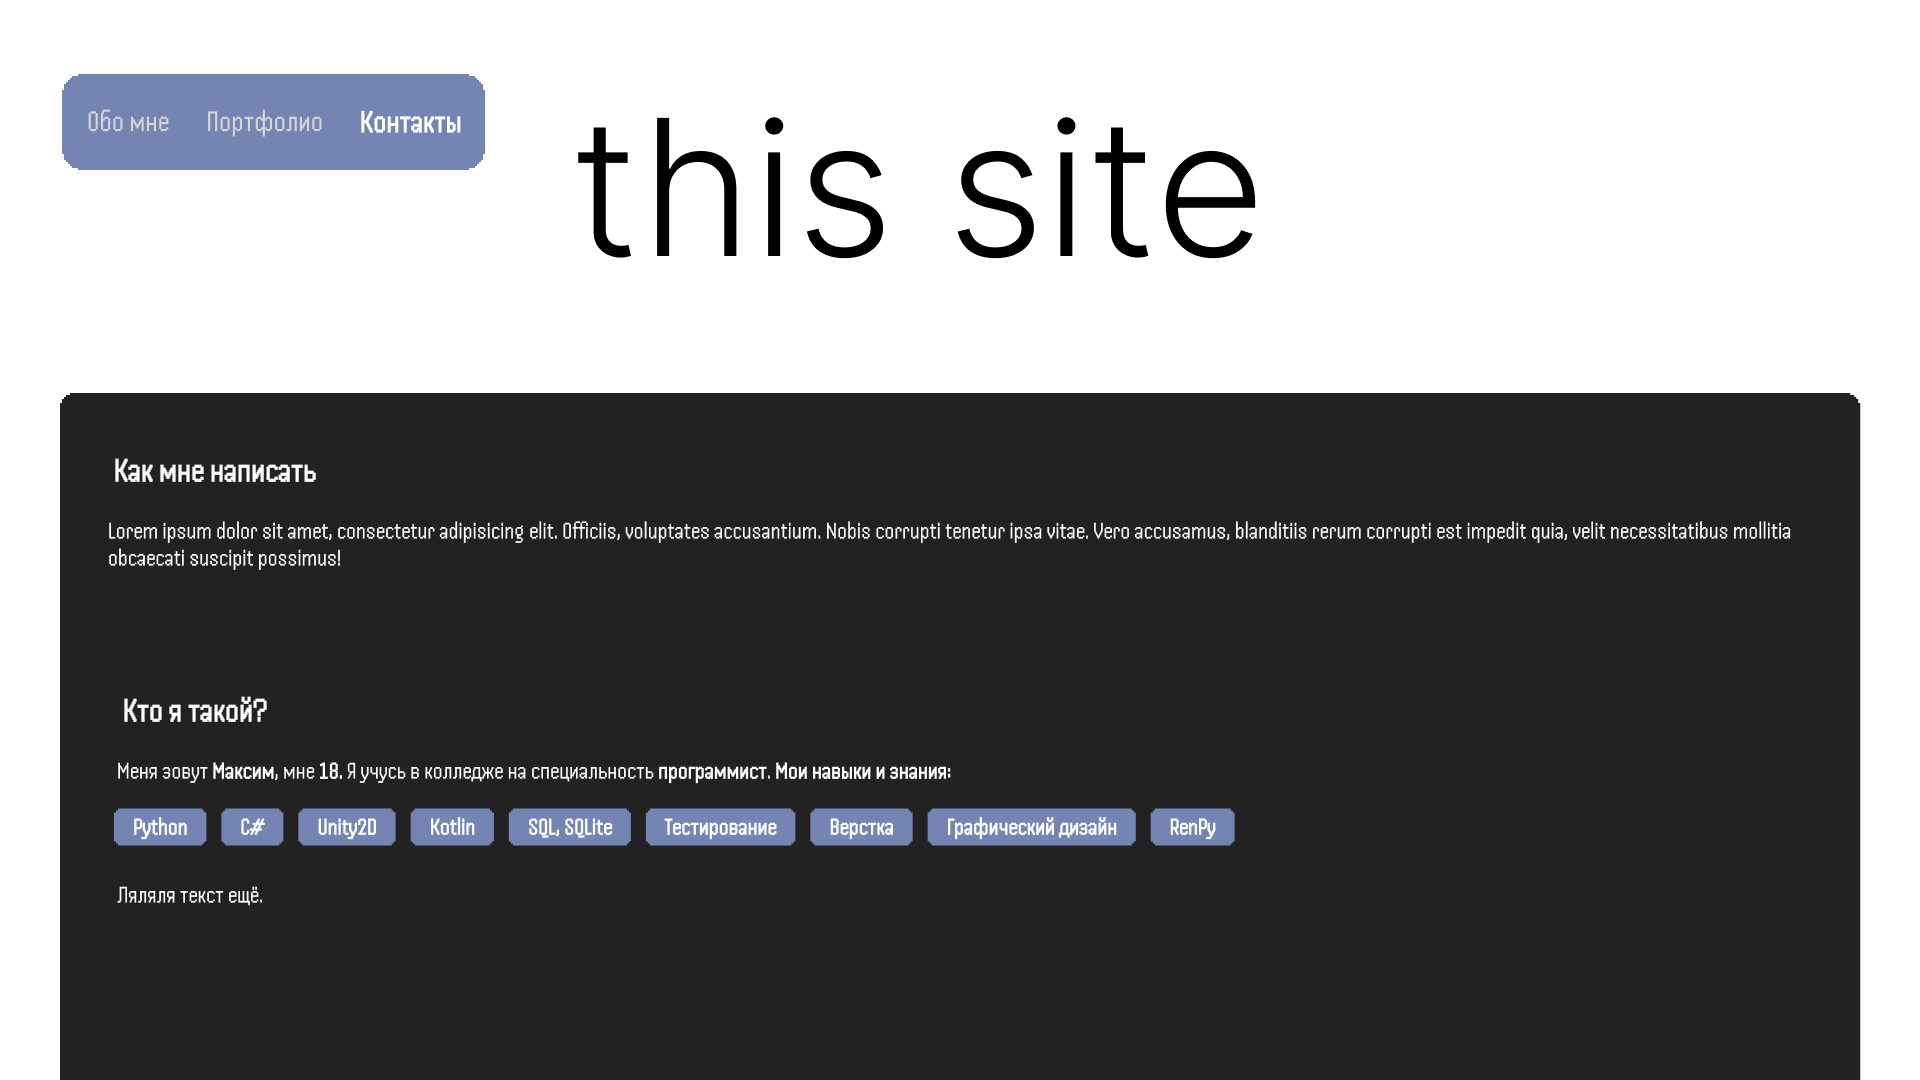 Обо мне Портфолио Контакты
this site
Как мне написать
Lorem ipsum dolor sit amet, consectetur adipisicing elit. Officiis, voluptates accusantium. Nobis corrupti tenetur ipsa vitae. Vero accusamus, blanditiis rerum corrupti est impedit quia, velit necessitatibus mollitia
obcaecati suscipit possimus!
Кто я такой?
Меня зовут Максим, мне 18. Я учусь в колледже на специальность программист. Мои навыки и знания:
Python C# Unity2D Kotlin SQL, SQLite Тестирование Верстка Графический дизайн RenPy
Ляляля текст ещё.